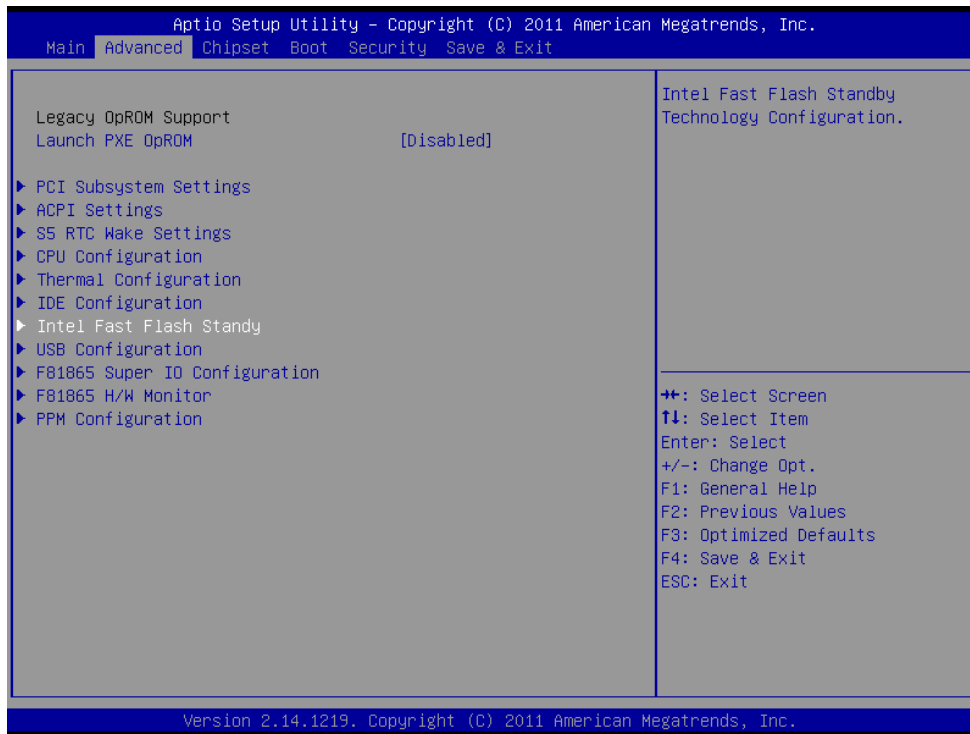 Aptio Setup Utility – Copyright (C) 2011 American Megatrends, Inc.
Main Advanced Chipset Boot Security Save & Exit
Legacy OpROM Support
Launch PXE OpROM [Disabled]
▶ PCI Subsystem Settings
▶ ACPI Settings
▶ S5 RTC Wake Settings
▶ CPU Configuration
▶ Thermal Configuration
▶ IDE Configuration
▶ Intel Fast Flash Standy
▶ USB Configuration
▶ F81865 Super IO Configuration
▶ F81865 H/W Monitor
▶ PPM Configuration
Intel Fast Flash Standby
Technology Configuration.
→←: Select Screen
↑↓: Select Item
Enter: Select
+/-: Change Opt.
F1: General Help
F2: Previous Values
F3: Optimized Defaults
F4: Save & Exit
ESC: Exit
Version 2.14.1219. Copyright (C) 2011 American Megatrends, Inc.